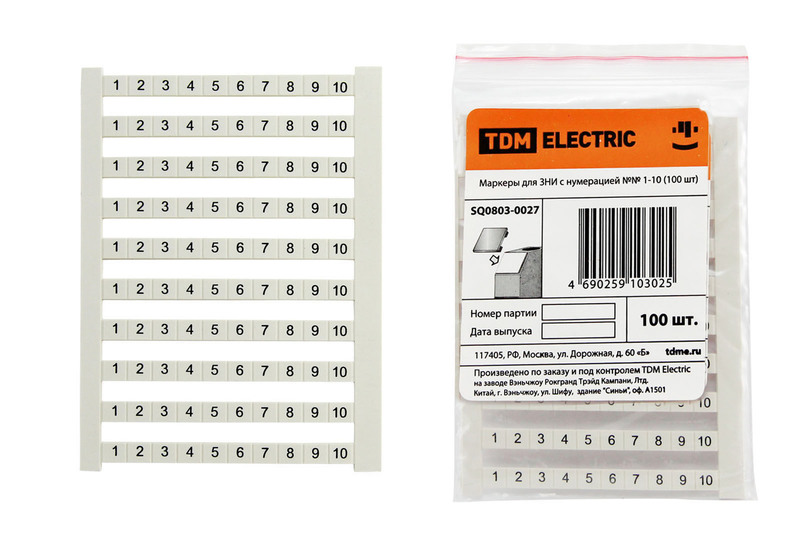 1 2 3 4 5 6 7 8 9 10
1 2 3 4 5 6 7 8 9 10
1 2 3 4 5 6 7 8 9 10
1 2 3 4 5 6 7 8 9 10
1 2 3 4 5 6 7 8 9 10
1 2 3 4 5 6 7 8 9 10
1 2 3 4 5 6 7 8 9 10
1 2 3 4 5 6 7 8 9 10
1 2 3 4 5 6 7 8 9 10
1 2 3 4 5 6 7 8 9 10
TDM ELECTRIC
Маркеры для ЗНИ с нумерацией №№ 1-10 (100 шт)
SQ0803-0027
4 690259 103025
Номер партии
Дата выпуска
100 шт.
117405, РФ, Москва, ул. Дорожная, д. 60 «Б» tdme.ru
Произведено по заказу и под контролем TDM Electric
на заводе Вэньчжоу Рокгранд Трэйд Кампани, Лтд.
Китай, г. Вэньчжоу, ул. Шифу, здание "Синьи", оф. А1501
1 2 3 4 5 6 7 8 9 10
1 2 3 4 5 6 7 8 9 10